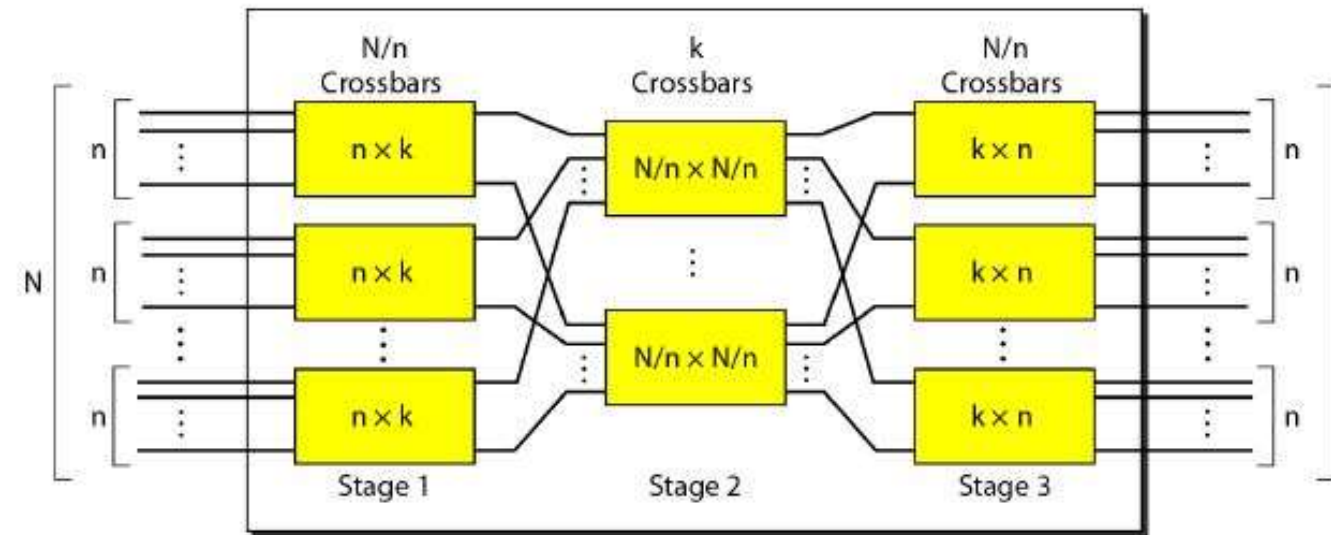 N/n
Crossbars
k
Crossbars
N/n
Crossbars
N
n
n × k
N/n × N/n
k × n
n
n
n × k
k × n
n
N/n × N/n
n
n × k
k × n
n
Stage 1
Stage 2
Stage 3